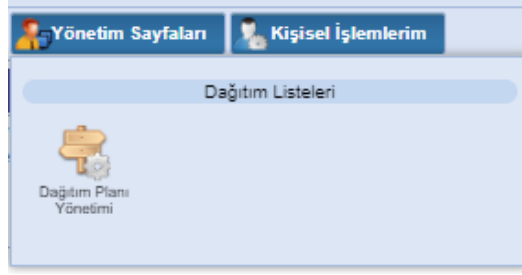 Yönetim Sayfaları
Kişisel İşlemlerim
Dağıtım Listeleri
Dağıtım Planı
Yönetimi